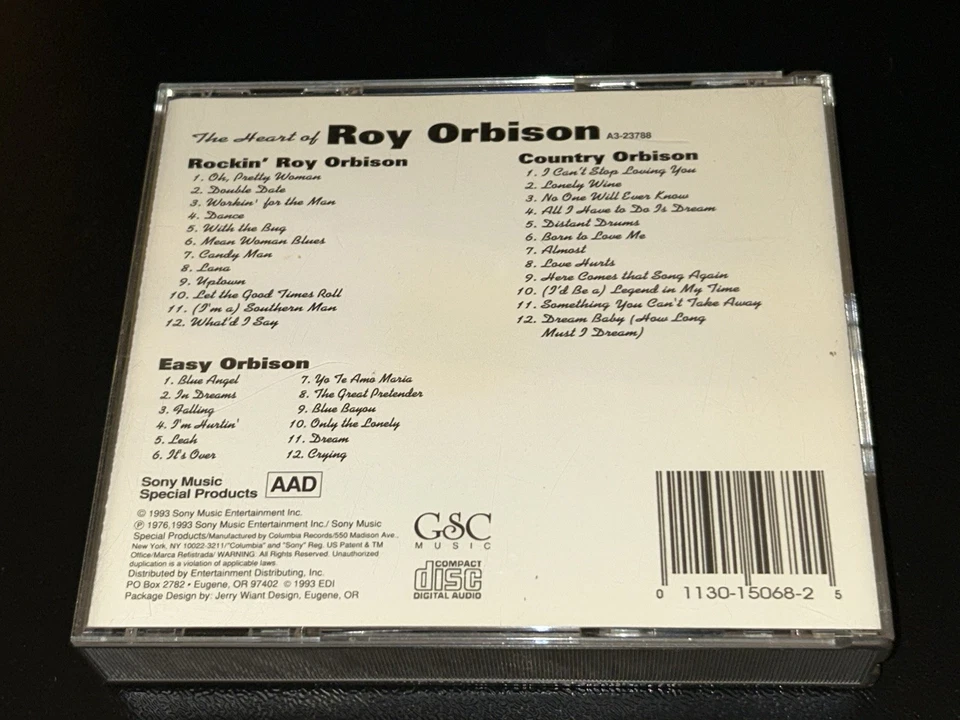 The Heart of Roy Orbison A3-23788
Rockin' Roy Orbison
1. Oh, Pretty Woman
2. Double Date
3. Workin' for the Man
4. Dance
5. With the Bug
6. Mean Woman Blues
7. Candy Man
8. Lana
9. Uptown
10. Let the Good Times Roll
11. (I'm a) Southern Man
12. What'd I Say
Country Orbison
1. I Can't Stop Loving You
2. Lonely Wine
3. No One Will Ever Know
4. All I Have to Do Is Dream
5. Distant Drums
6. Born to Love Me
7. Almost
8. Love Hurts
9. Here Comes that Song Again
10. (I'd Be a) Legend in My Time
11. Something You Can't Take Away
12. Dream Baby (How Long
Must I Dream)
Easy Orbison
1. Blue Angel
2. In Dreams
3. Falling
4. I'm Hurtin'
5. Leah
6. It's Over
7. Yo Te Amo Maria
8. The Great Pretender
9. Blue Bayou
10. Only the Lonely
11. Dream
12. Crying
Sony Music
Special Products
AAD
© 1993 Sony Music Entertainment Inc.
℗ 1976,1993 Sony Music Entertainment Inc./ Sony Music
Special Products/Manufactured by Columbia Records/550 Madison Ave.,
New York, NY 10022-3211/"Columbia" and "Sony" Reg. US Patent & TM
Office/Marca Refistrada/ WARNING: All Rights Reserved. Unauthorized
duplication is a violation of applicable laws.
Distributed by Entertainment Distributing, Inc.
PO Box 2782 • Eugene, OR 97402 © 1993 EDI
Package Design by: Jerry Wiant Design, Eugene, OR
GSC
MUSIC
COMPACT
disc
DIGITAL AUDIO
0 1130-15068-2 5